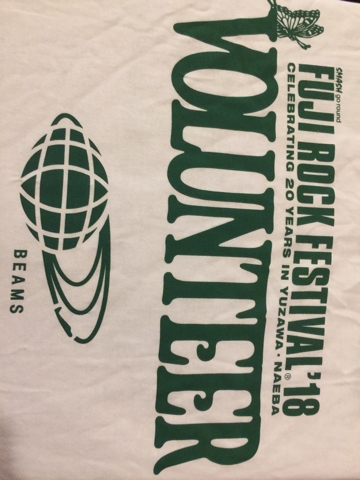 SMASH go round
FUJI ROCK FESTIVAL'18
CELEBRATING 20 YEARS IN YUZAWA・NAEBA®
VOLUNTEER
BEAMS